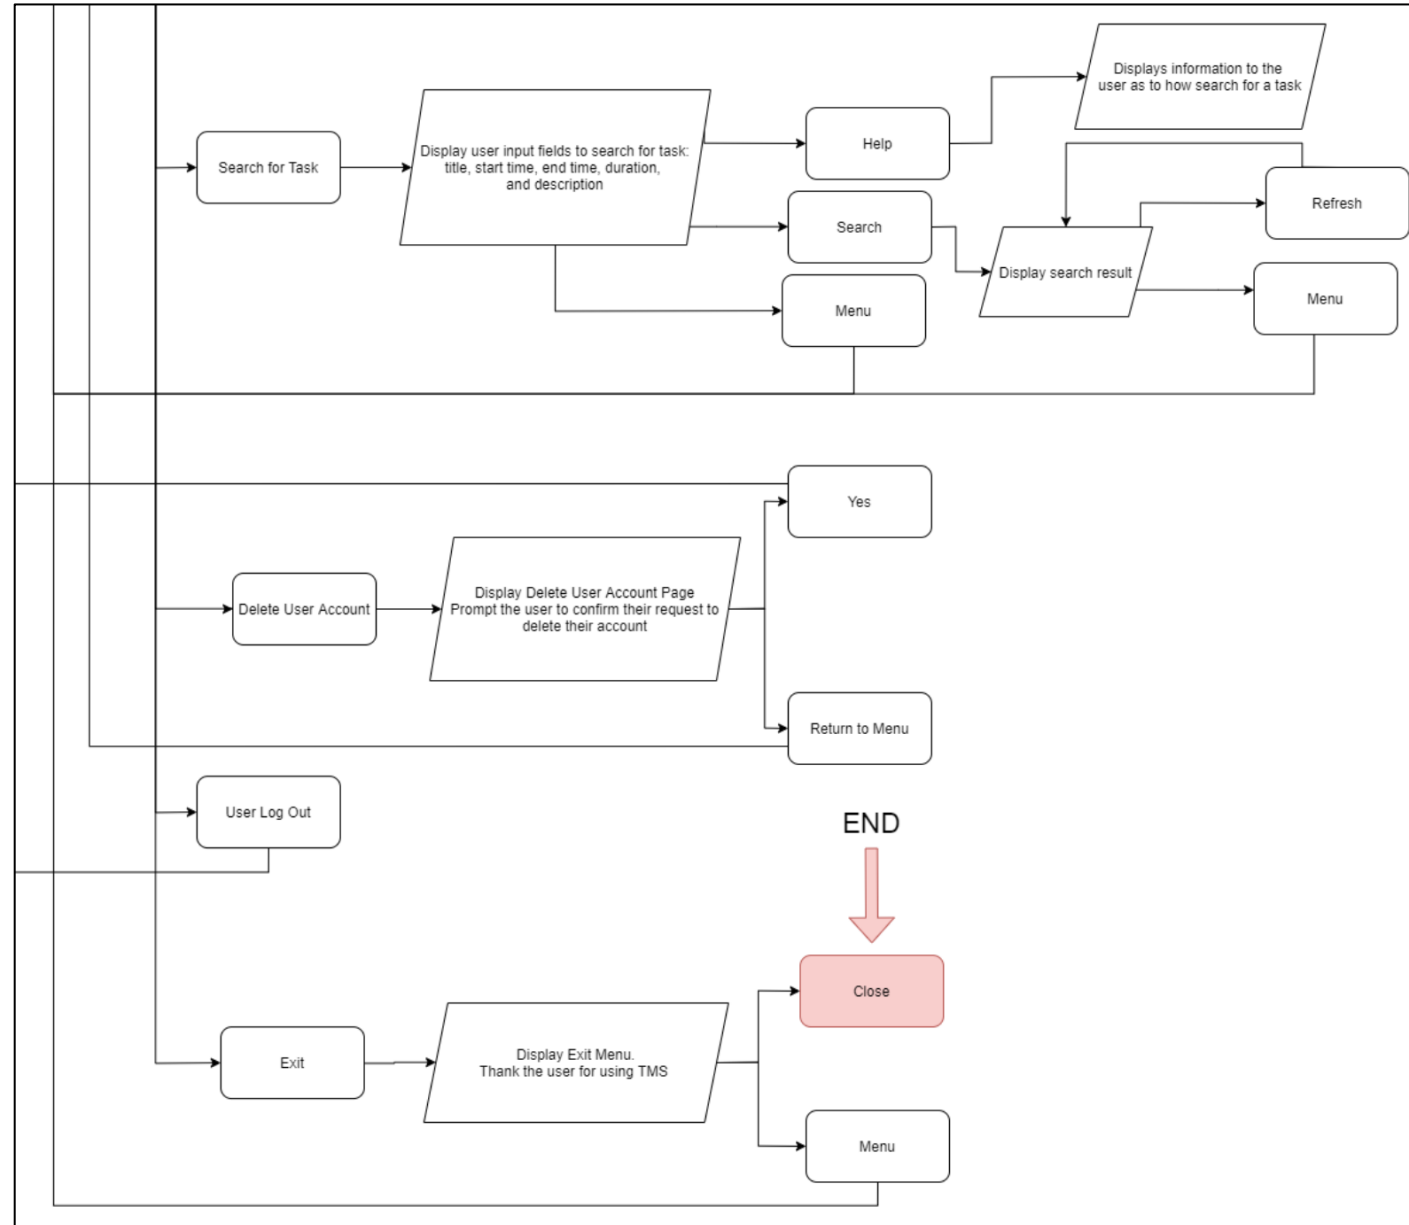 Displays information to the
user as to how search for a task
Search for Task
Display user input fields to search for task:
title, start time, end time, duration,
and description
Help
Search
Refresh
Display search result
Menu
Menu
Yes
Delete User Account
Display Delete User Account Page
Prompt the user to confirm their request to
delete their account
Return to Menu
User Log Out
END
Close
Exit
Display Exit Menu.
Thank the user for using TMS
Menu